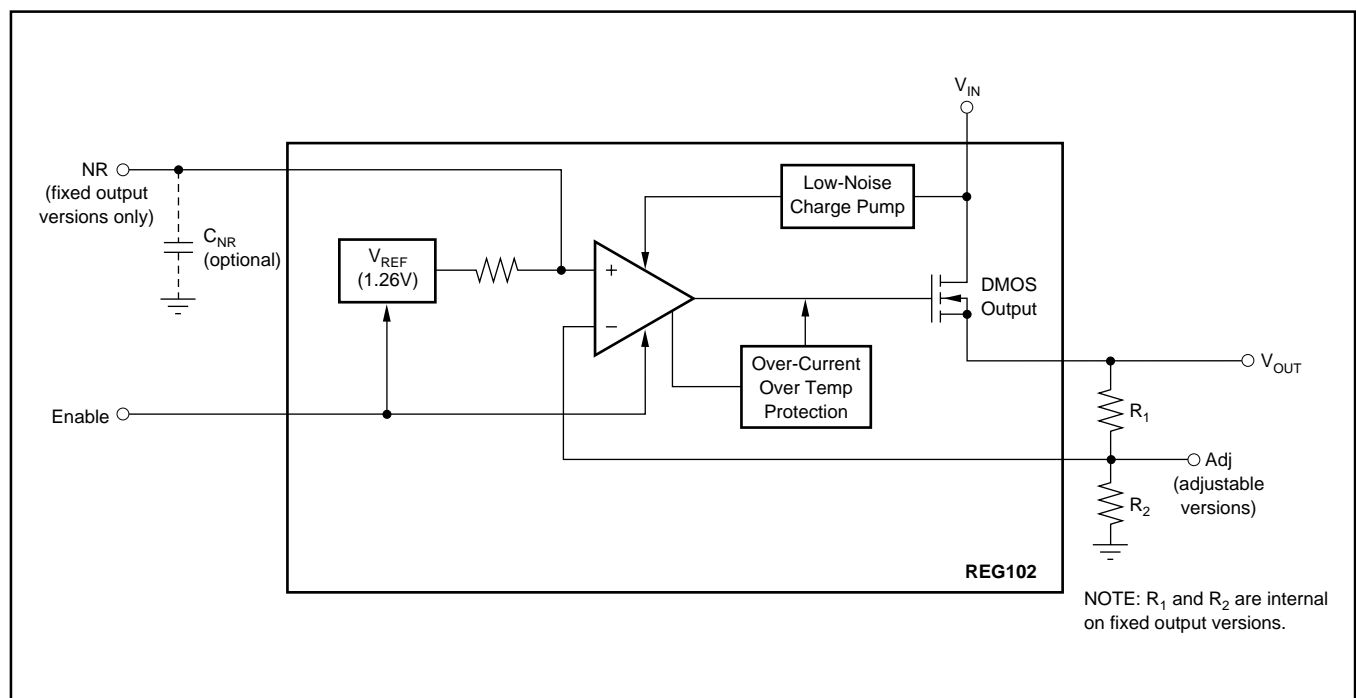 V_IN
NR
(fixed output
versions only)
C_NR
(optional)
Low-Noise
Charge Pump
V_REF
(1.26V)
+
−
DMOS
Output
Over-Current
Over Temp
Protection
V_OUT
R_1
Enable
Adj
(adjustable
versions)
R_2
REG102
NOTE: R_1 and R_2 are internal
on fixed output versions.